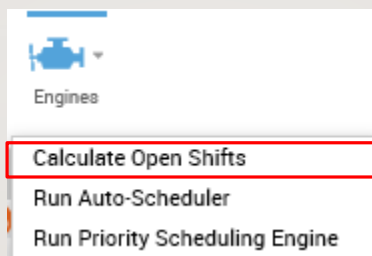 Engines
Calculate Open Shifts
Run Auto-Scheduler
Run Priority Scheduling Engine